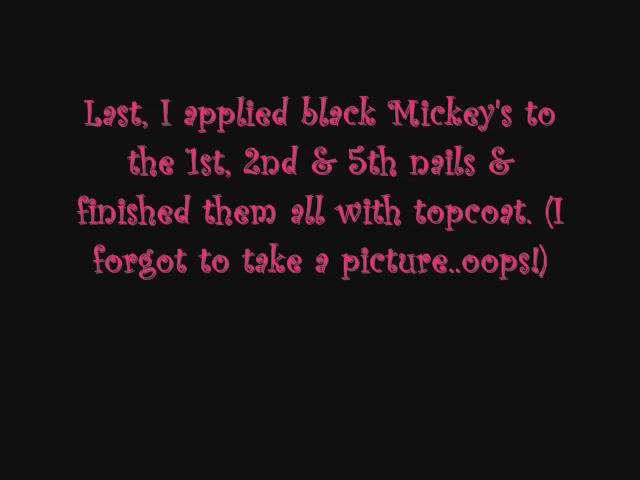 Last, I applied black Mickey's to
the 1st, 2nd & 5th nails &
finished them all with topcoat. (I
forgot to take a picture..oops!)